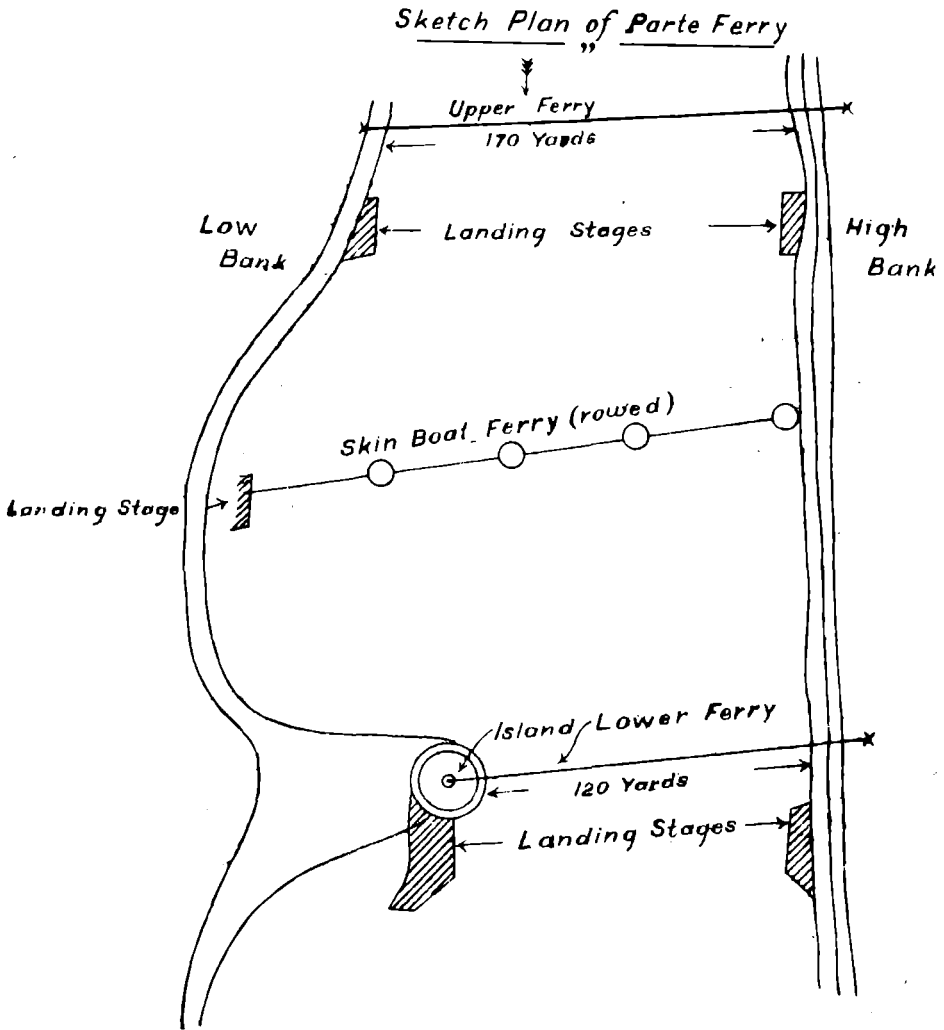 Sketch Plan of Parte Ferry
"
Upper Ferry
170 Yards
Low
Bank
Landing Stages
High
Bank
Skin Boat Ferry (rowed)
Landing Stage
Island
Lower Ferry
120 Yards
Landing Stages